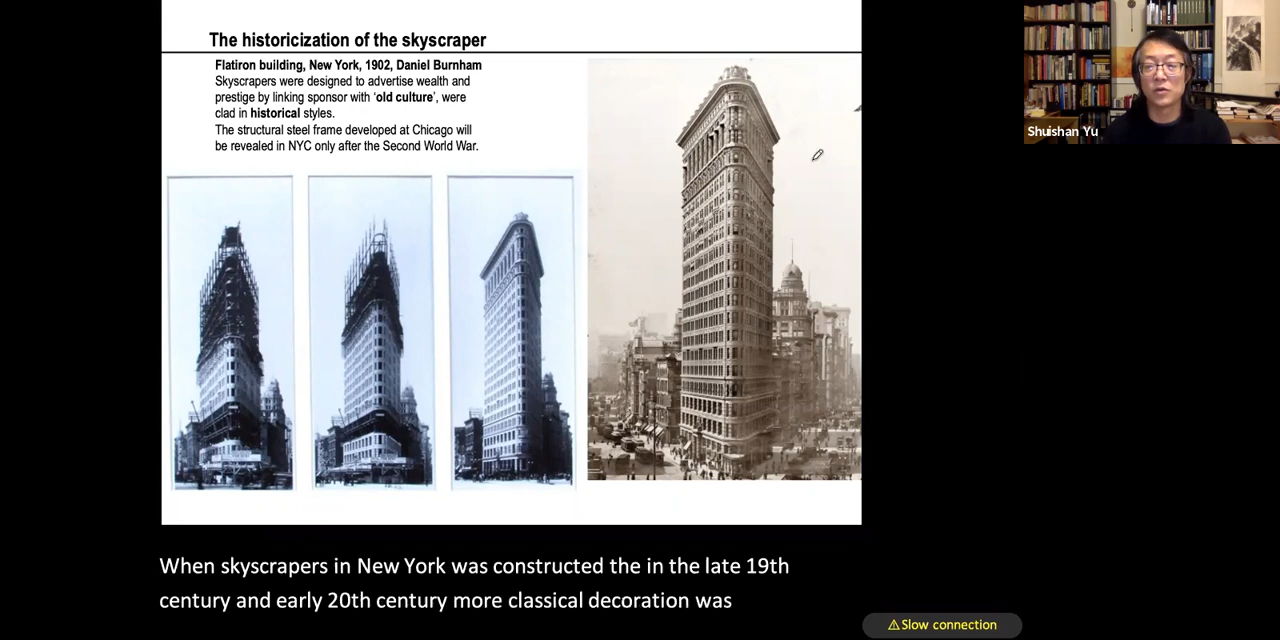 The historicization of the skyscraper
Flatiron building, New York, 1902, Daniel Burnham
Skyscrapers were designed to advertise wealth and
prestige by linking sponsor with ‘old culture’, were
clad in historical styles.
The structural steel frame developed at Chicago will
be revealed in NYC only after the Second World War.
Shuishan Yu
When skyscrapers in New York was constructed the in the late 19th
century and early 20th century more classical decoration was
⚠Slow connection